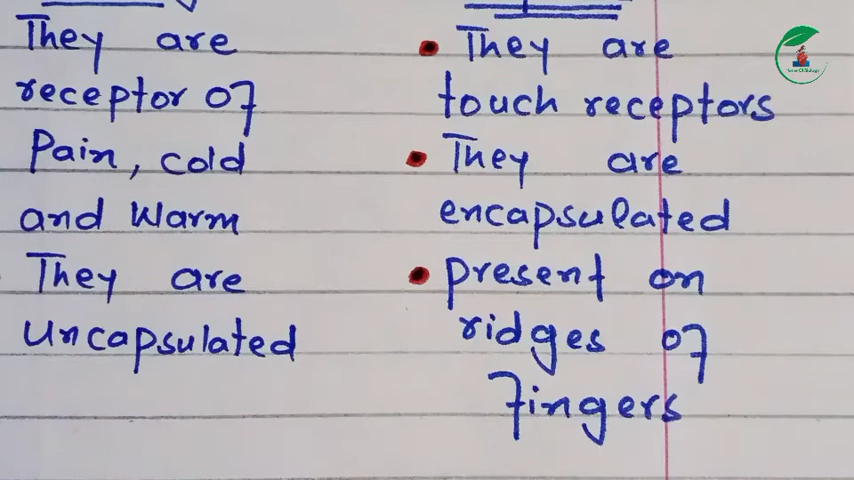 They are
receptor of
Pain, cold
and Warm
They are
Uncapsulated
They are
touch receptors
They are
encapsulated
present on
ridges of
Fingers